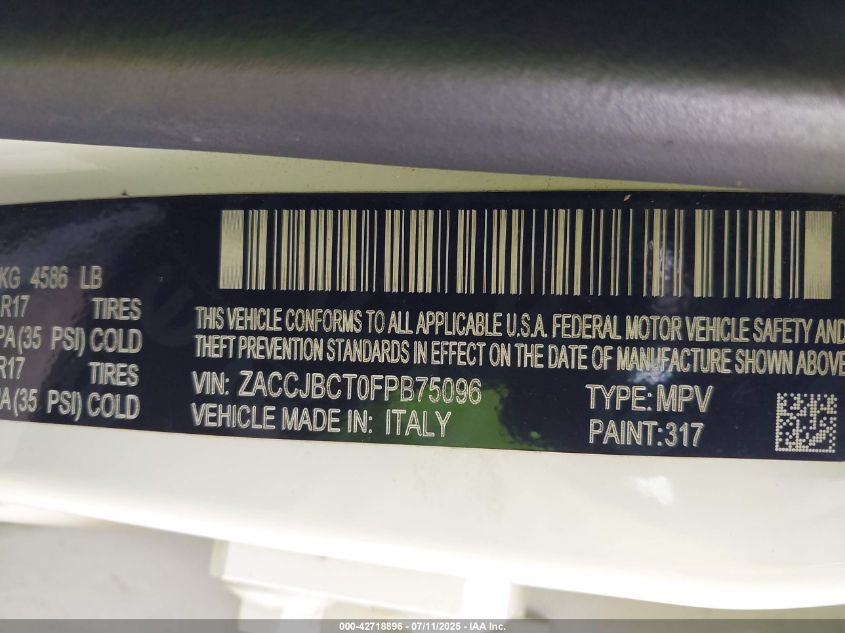 KG 4586 LB
R17 TIRES
PA (35 PSI) COLD
R17 TIRES
(35 PSI) COLD
THIS VEHICLE CONFORMS TO ALL APPLICABLE U.S.A. FEDERAL MOTOR VEHICLE SAFETY AND
THEFT PREVENTION STANDARDS IN EFFECT ON THE DATE OF MANUFACTURE SHOWN ABOVE
VIN: ZACCJBCT0FPB75096
TYPE: MPV
VEHICLE MADE IN: ITALY
PAINT: 317
000-42718896 - 07/11/2025 - IAA Inc.